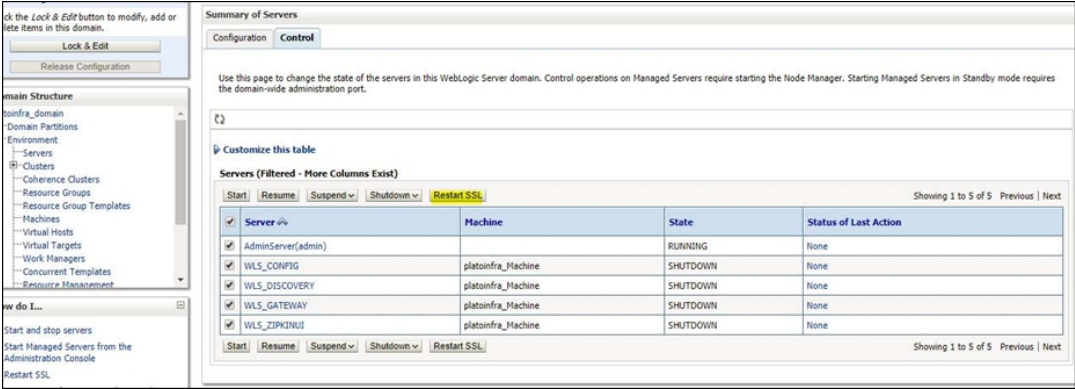 ck the Lock & Edit button to modify, add or
lete items in this domain.
Lock & Edit
Release Configuration
main Structure
toinfra_domain
Domain Partitions
Environment
Servers
Clusters
Coherence Clusters
Resource Groups
Resource Group Templates
Machines
Virtual Hosts
Virtual Targets
Work Managers
Concurrent Templates
Resource Management
ow do I...
Start and stop servers
Start Managed Servers from the
Administration Console
Restart SSL
Summary of Servers
Configuration Control
Use this page to change the state of the servers in this WebLogic Server domain. Control operations on Managed Servers require starting the Node Manager. Starting Managed Servers in Standby mode requires
the domain-wide administration port.
Customize this table
Servers (Filtered - More Columns Exist)
Start Resume Suspend Shutdown Restart SSL Showing 1 to 5 of 5 Previous | Next
Server Machine State Status of Last Action
AdminServer(admin) RUNNING None
WLS_CONFIG platoinfra_Machine SHUTDOWN None
WLS_DISCOVERY platoinfra_Machine SHUTDOWN None
WLS_GATEWAY platoinfra_Machine SHUTDOWN None
WLS_ZIPKINUI platoinfra_Machine SHUTDOWN None
Start Resume Suspend Shutdown Restart SSL Showing 1 to 5 of 5 Previous | Next